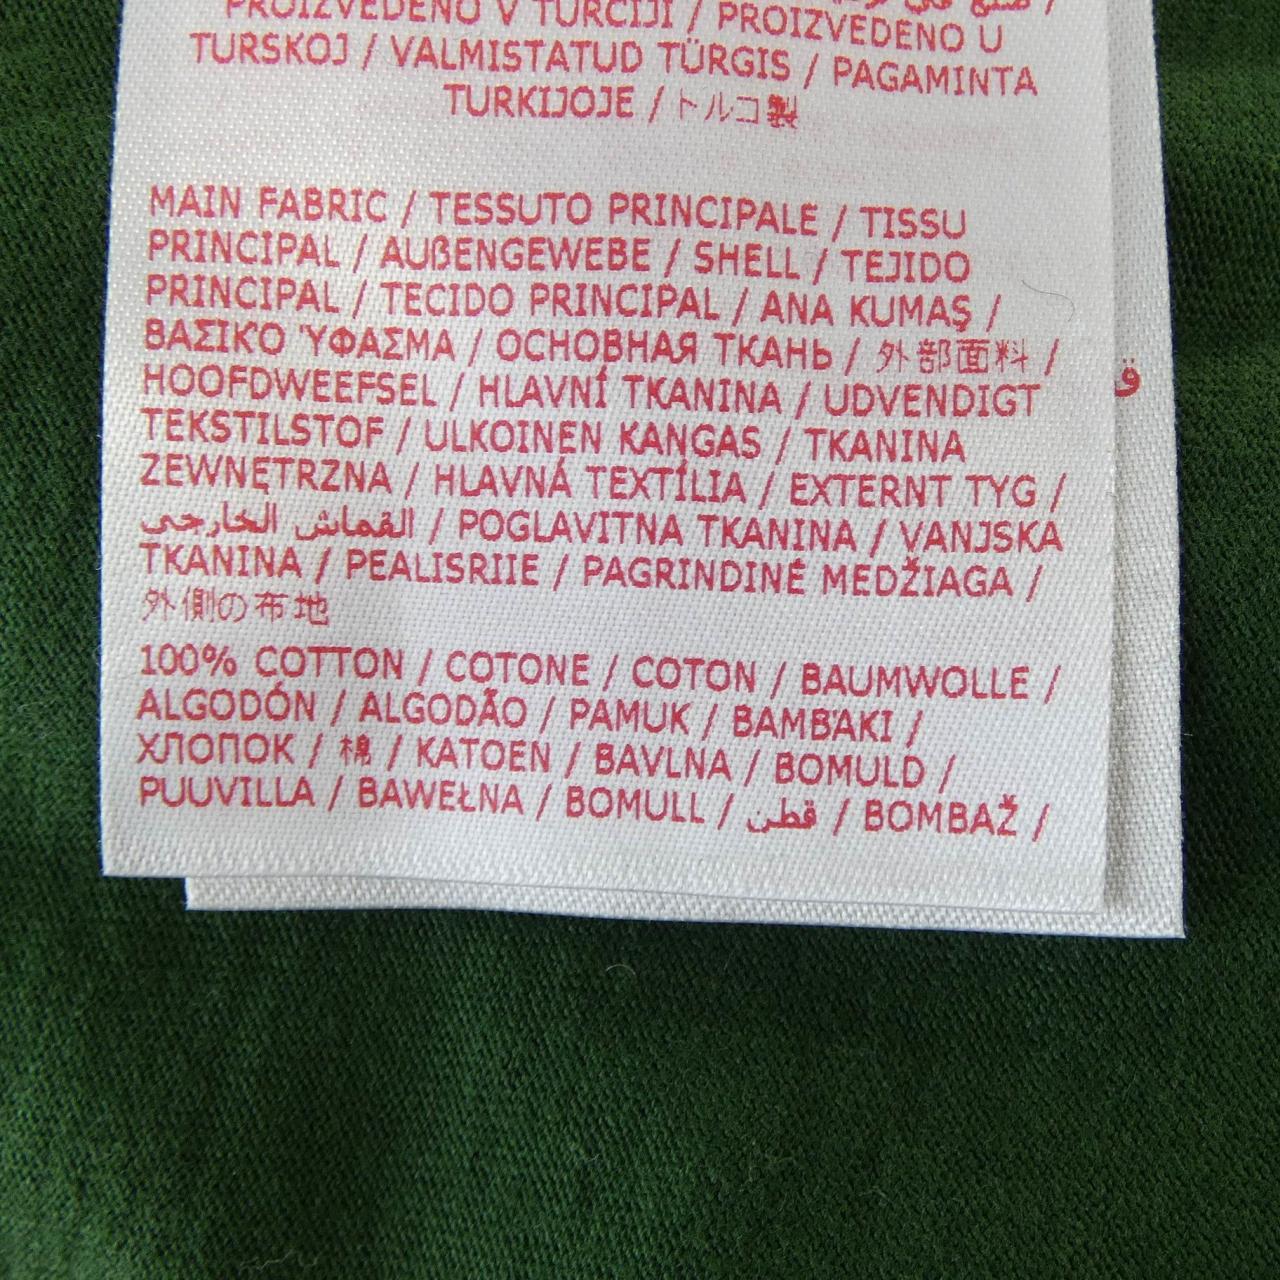 PROIZVEDENO V TURČIJI / PROIZVEDENO U
TURSKOJ / VALMISTATUD TÜRGIS / PAGAMINTA
TURKIJOJE / トルコ製
MAIN FABRIC / TESSUTO PRINCIPALE / TISSU
PRINCIPAL / AUßENGEWEBE / SHELL / TEJIDO
PRINCIPAL / TECIDO PRINCIPAL / ANA KUMAŞ /
ΒΑΣΙΚΟ ΎΦΑΣΜΑ / ОСНОВНАЯ ТКАНЬ / 外部面料 /
HOOFDWEEFSEL / HLAVNÍ TKANINA / UDVENDIGT
TEKSTILSTOF / ULKOINEN KANGAS / TKANINA
ZEWNĘTRZNA / HLAVNÁ TEXTÍLIA / EXTERNT TYG /
القماش الخارجي / POGLAVITNA TKANINA / VANJSKA
TKANINA / PEALISRIIE / PAGRINDINĖ MEDŽIAGA /
外側の布地
100% COTTON / COTONE / COTON / BAUMWOLLE /
ALGODÓN / ALGODÃO / PAMUK / ΒΑΜΒΆΚΙ /
ХЛОПОК / 棉 / KATOEN / BAVLNA / BOMULD /
PUUVILLA / BAWEŁNA / BOMULL / قطن / BOMBAŽ /